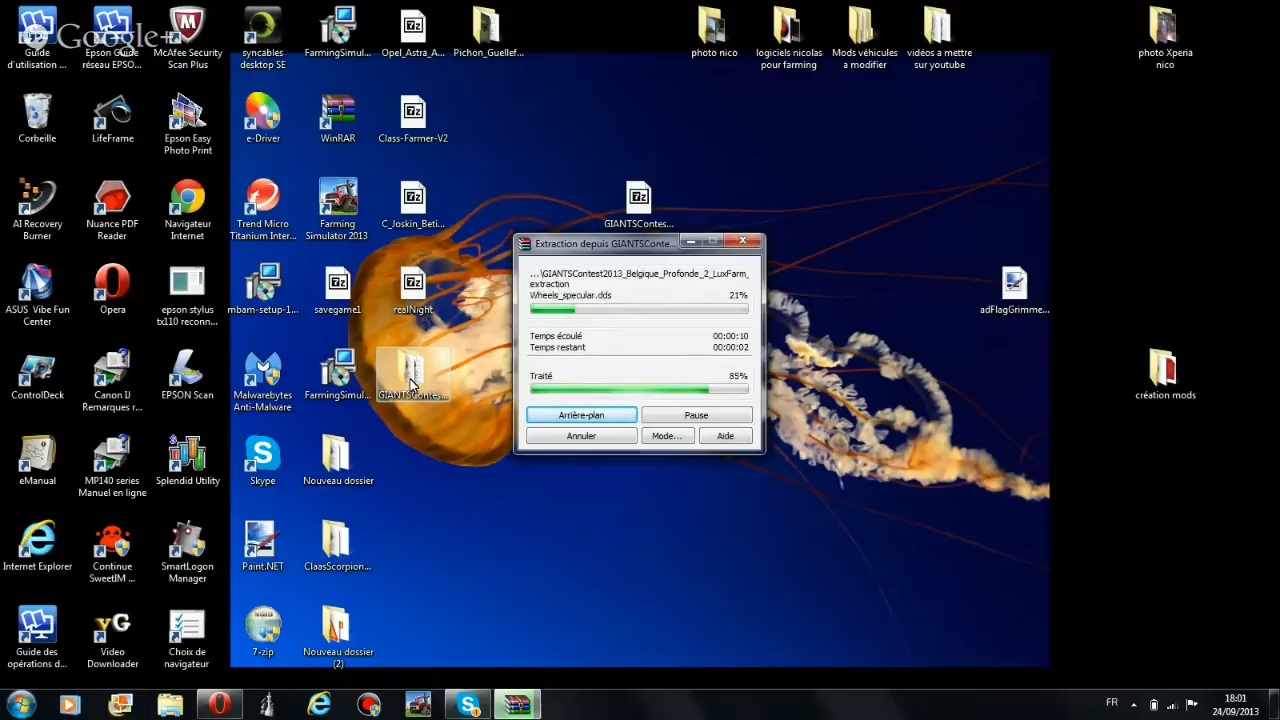 Google+
Guide
d'utilisation ...
Epson Guide
réseau EPSO...
McAfee Security
Scan Plus
syncables
desktop SE
FarmingSimul...
Opel_Astra_A...
Pichon_Guellef...
photo nico
logiciels nicolas
pour farming
Mods véhicules
a modifier
vidéos a mettre
sur youtube
photo Xperia
nico
Corbeille
LifeFrame
Epson Easy
Photo Print
e-Driver
WinRAR
Class-Farmer-V2
AI Recovery
Burner
Nuance PDF
Reader
Navigateur
Internet
Trend Micro
Titanium Inter...
Farming
Simulator 2013
C_Joskin_Beti...
GIANTSContes...
ASUS Vibe Fun
Center
Opera
epson stylus
tx110 reconn...
mbam-setup-1...
savegame1
realNight
adFlagGrimme...
Extraction depuis GIANTSConte...
...\GIANTSContest2013_Belgique_Profonde_2_LuxFarm_
extraction
Wheels_specular.dds 21%
Temps écoulé 00:00:10
Temps restant 00:00:02
Traité 85%
Arrière-plan
Pause
Annuler
Mode...
Aide
ControlDeck
Canon IJ
Remarques r...
EPSON Scan
Malwarebytes
Anti-Malware
FarmingSimul...
GIANTSContes...
création mods
eManual
MP140 series
Manuel en ligne
Splendid Utility
Skype
Nouveau dossier
Internet Explorer
Continue
SweetIM ...
SmartLogon
Manager
Paint.NET
ClaasScorpion...
Guide des
opérations d...
Video
Downloader
Choix de
navigateur
7-zip
Nouveau dossier
(2)
FR
18:01
24/09/2013